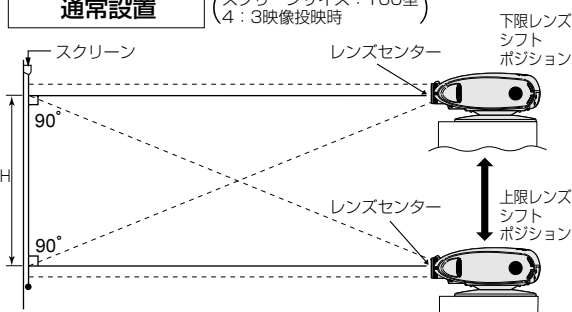 通常設置
4：3映像投映時
スクリーン
レンズセンター
下限レンズ
シフト
ポジション
90°
H
90°
レンズセンター
上限レンズ
シフト
ポジション